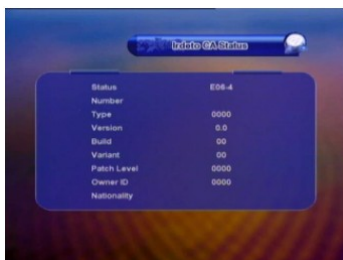 Irdeto CA Status
Status E06-4
Number
Type 0000
Version 0.0
Build 00
Variant 00
Patch Level 0000
Owner ID 0000
Nationality